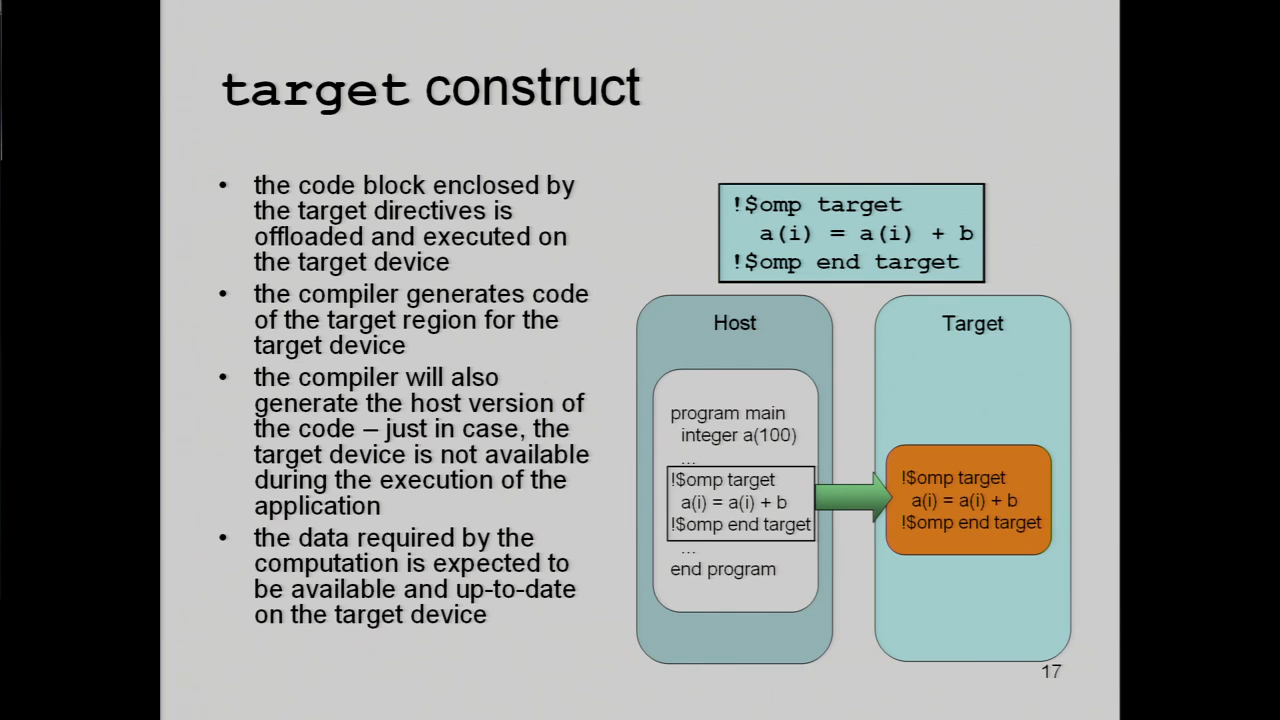 target construct
• the code block enclosed by
the target directives is
offloaded and executed on
the target device
• the compiler generates code
of the target region for the
target device
• the compiler will also
generate the host version of
the code – just in case, the
target device is not available
during the execution of the
application
• the data required by the
computation is expected to
be available and up-to-date
on the target device
!$omp target
a(i) = a(i) + b
!$omp end target
Host
program main
integer a(100)
...
!$omp target
a(i) = a(i) + b
!$omp end target
...
end program
Target
!$omp target
a(i) = a(i) + b
!$omp end target
17